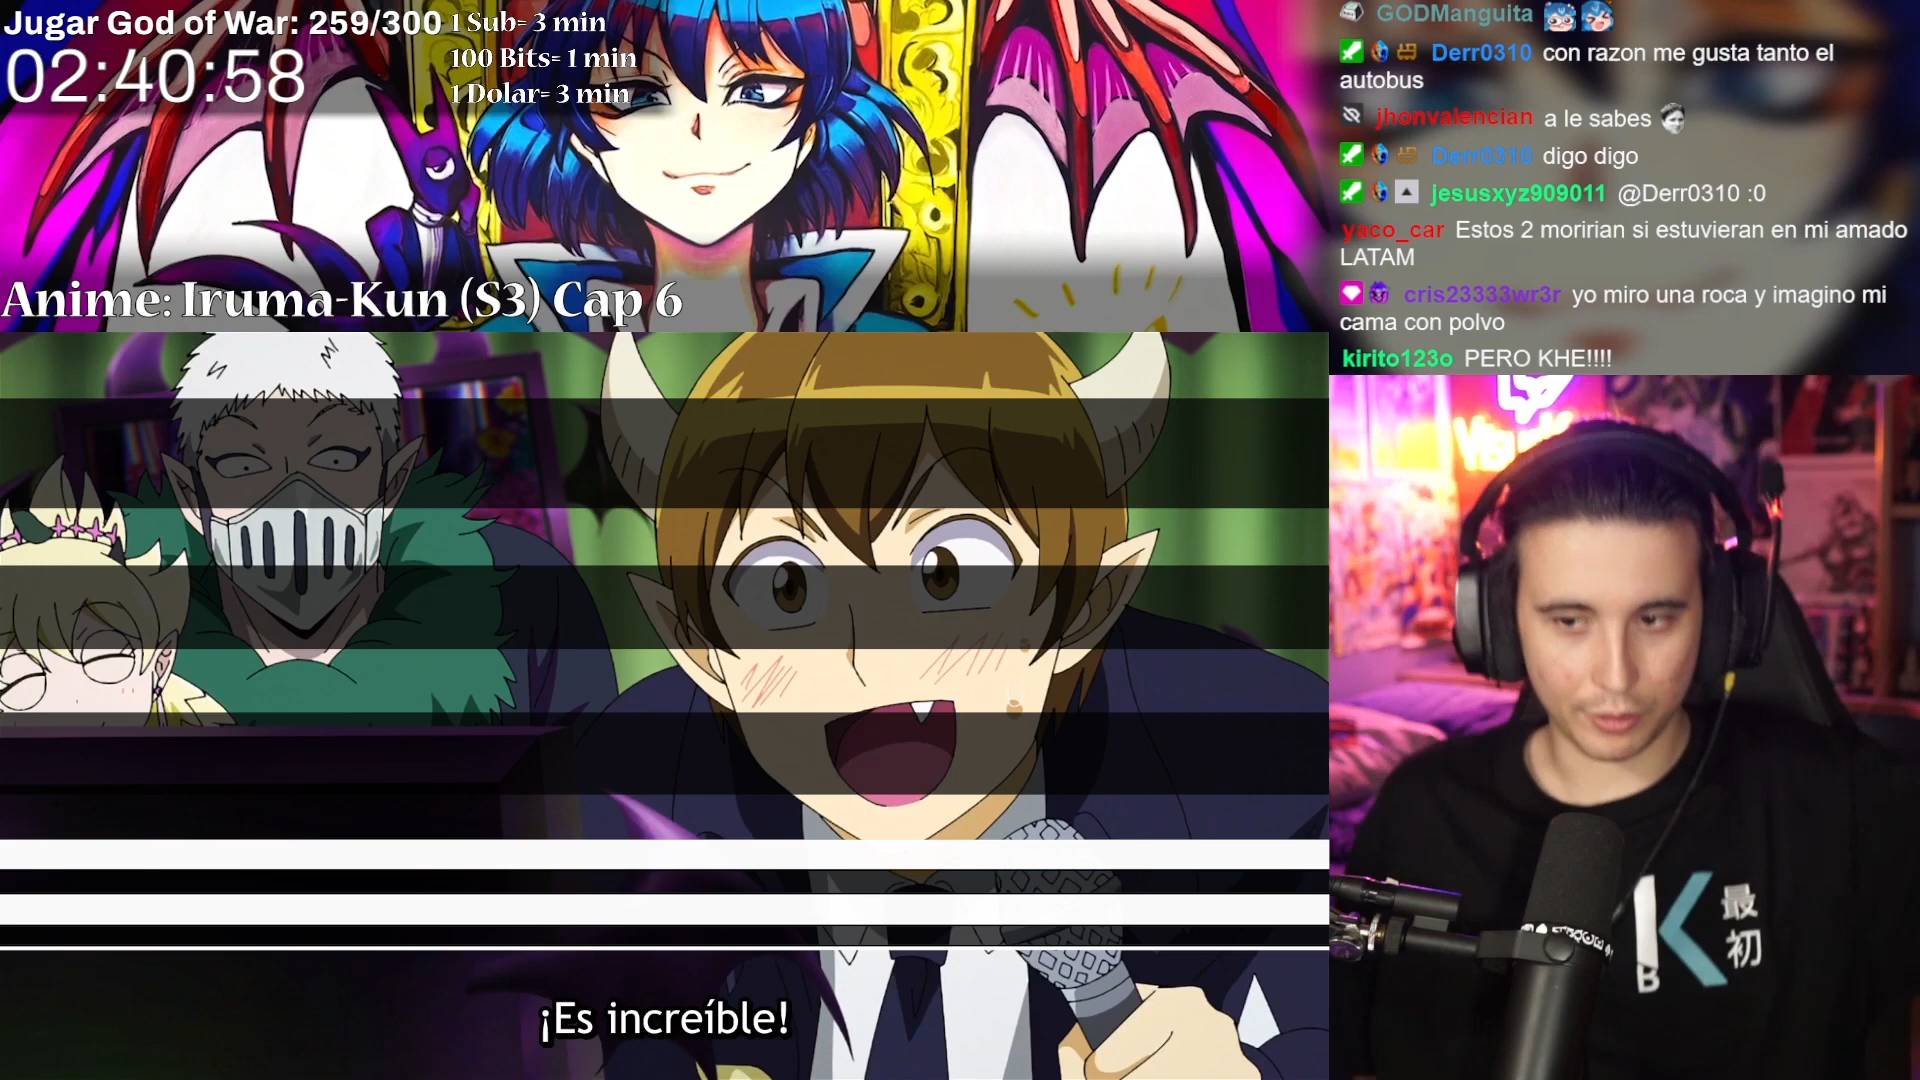 Jugar God of War: 259/300
02:40:58
1 Sub= 3 min
100 Bits= 1 min
1 Dolar= 3 min
Anime: Iruma-Kun (S3) Cap 6
¡Es increíble!
GODManguita
Derr0310 con razon me gusta tanto el
autobus
jhonvalencian a le sabes
Derr0310 digo digo
jesusxyz909011 @Derr0310 :0
yaco_car Estos 2 moririan si estuvieran en mi amado
LATAM
cris23333wr3r yo miro una roca y imagino mi
cama con polvo
kirito123o PERO KHE!!!!
K
B
最
初